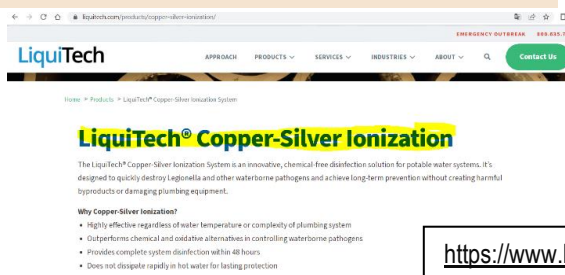 liquitech.com/products/copper-silver-ionization/
EMERGENCY OUTBREAK
LiquiTech
APPROACH PRODUCTS SERVICES INDUSTRIES ABOUT Contact Us
Home > Products > LiquiTech® Copper-Silver Ionization System
LiquiTech® Copper-Silver Ionization
The LiquiTech® Copper-Silver Ionization System is an innovative, chemical-free disinfection solution for potable water systems. It's
designed to quickly destroy Legionella and other waterborne pathogens and achieve long-term prevention without creating harmful
byproducts or damaging plumbing equipment.
Why Copper-Silver Ionization?
• Highly effective regardless of water temperature or complexity of plumbing system
• Outperforms chemical and oxidative alternatives in controlling waterborne pathogens
• Provides complete system disinfection within 48 hours
• Does not dissipate rapidly in hot water for lasting protection
https://www.